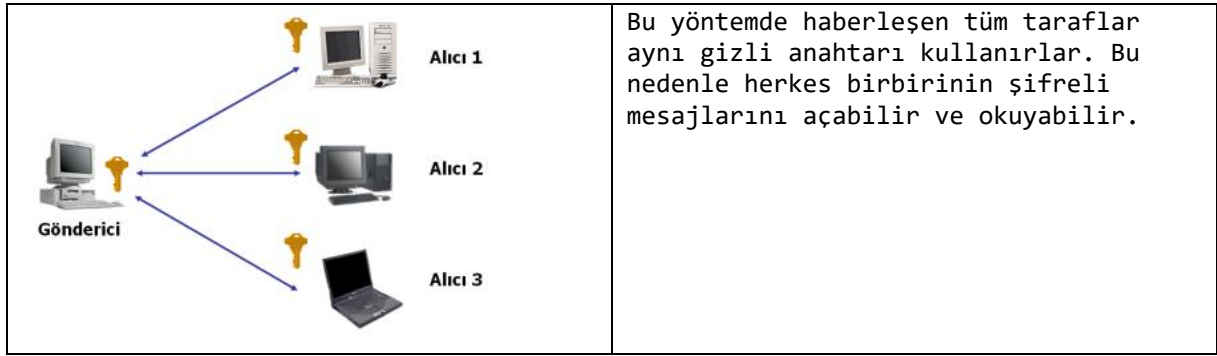 Alıcı 1
Alıcı 2
Gönderici
Alıcı 3
Bu yöntemde haberleşen tüm taraflar
aynı gizli anahtarı kullanırlar. Bu
nedenle herkes birbirinin şifreli
mesajlarını açabilir ve okuyabilir.